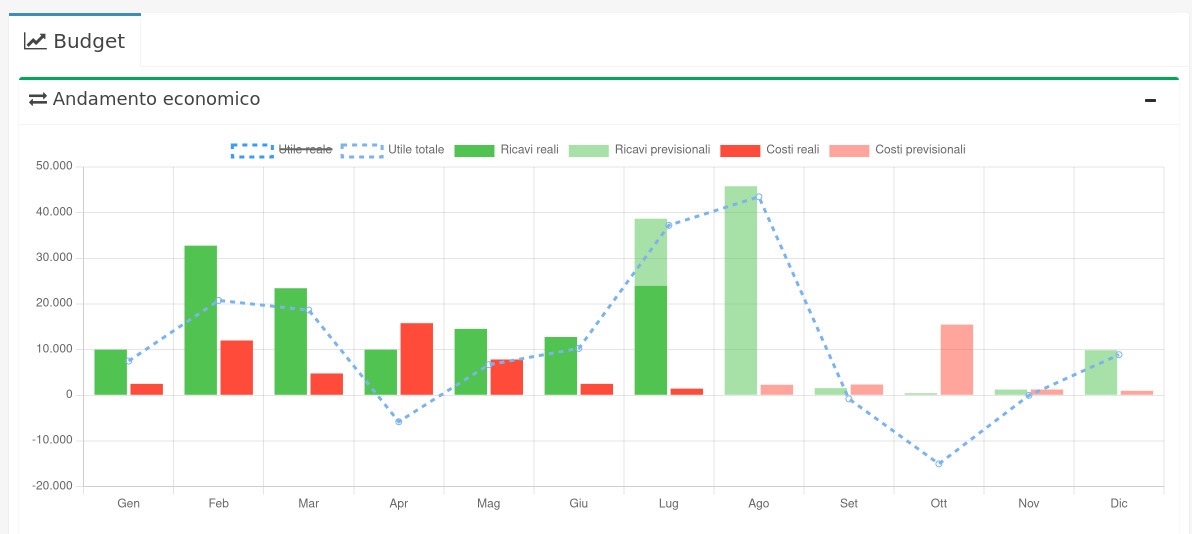 Budget
Andamento economico
Utile reale Utile totale Ricavi reali Ricavi previsionali Costi reali Costi previsionali
50.000
40.000
30.000
20.000
10.000
0
-10.000
-20.000
Gen Feb Mar Apr Mag Giu Lug Ago Set Ott Nov Dic